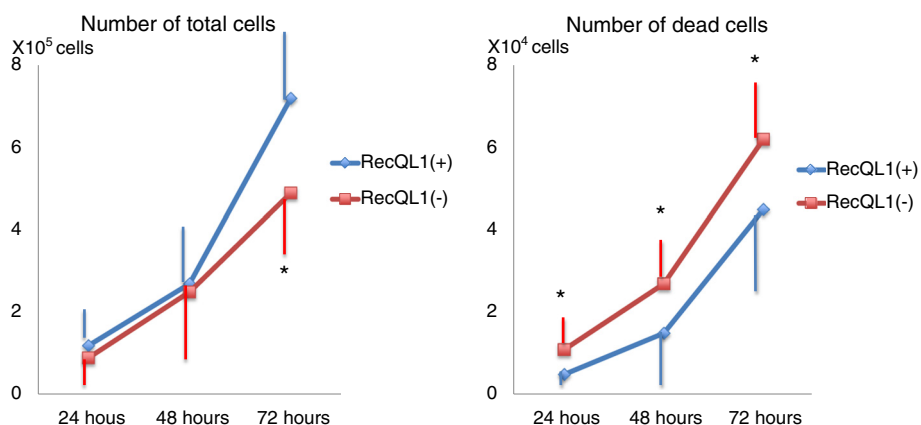 Number of total cells
X10⁵ cells
8
6
4
2
0
24 hous 48 hours 72 hours
*
RecQL1(+)
RecQL1(-)
Number of dead cells
X10⁴ cells
8
6
4
2
0
24 hours 48 hours 72 hours
*
*
*
RecQL1(+)
RecQL1(-)